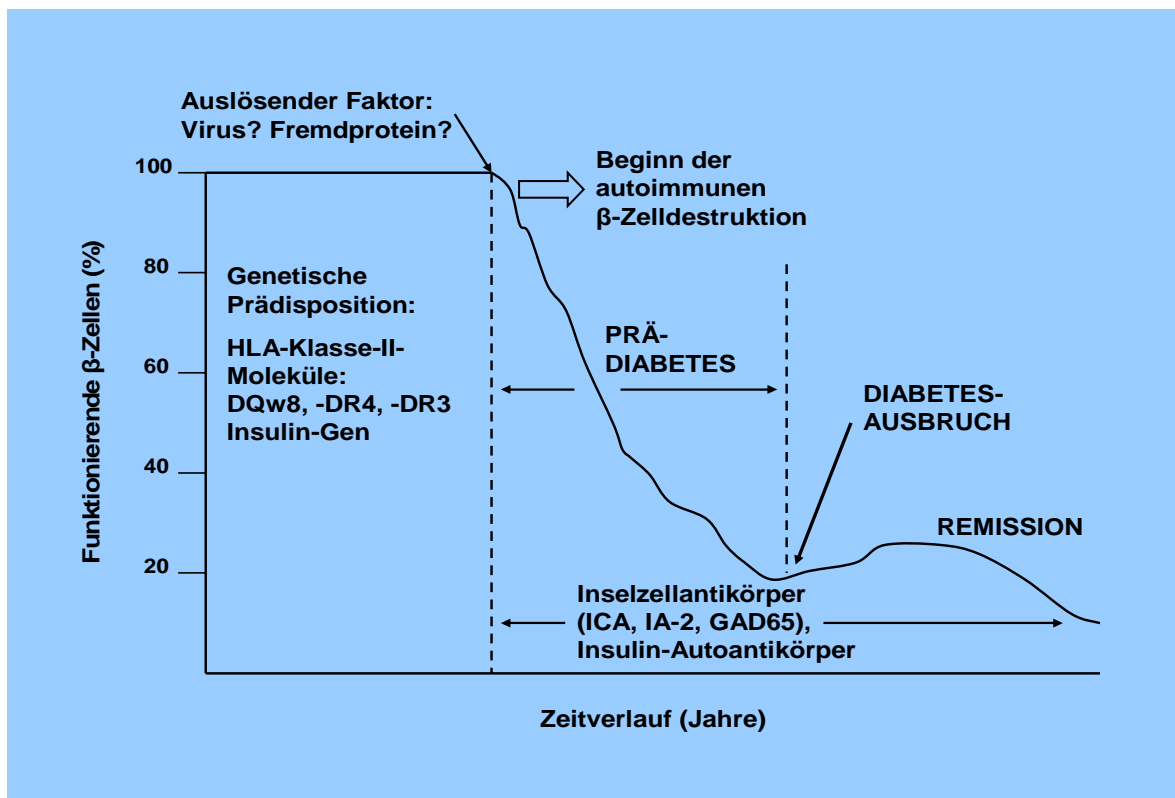 Auslösender Faktor:
Virus? Fremdprotein?
Beginn der
autoimmunen
β-Zelldestruktion
Funktionierende β-Zellen (%)
100
80
60
40
20
Genetische
Prädisposition:
HLA-Klasse-II-
Moleküle:
DQw8, -DR4, -DR3
Insulin-Gen
PRÄ-
DIABETES
DIABETES-
AUSBRUCH
REMISSION
Inselzellantikörper
(ICA, IA-2, GAD65),
Insulin-Autoantikörper
Zeitverlauf (Jahre)